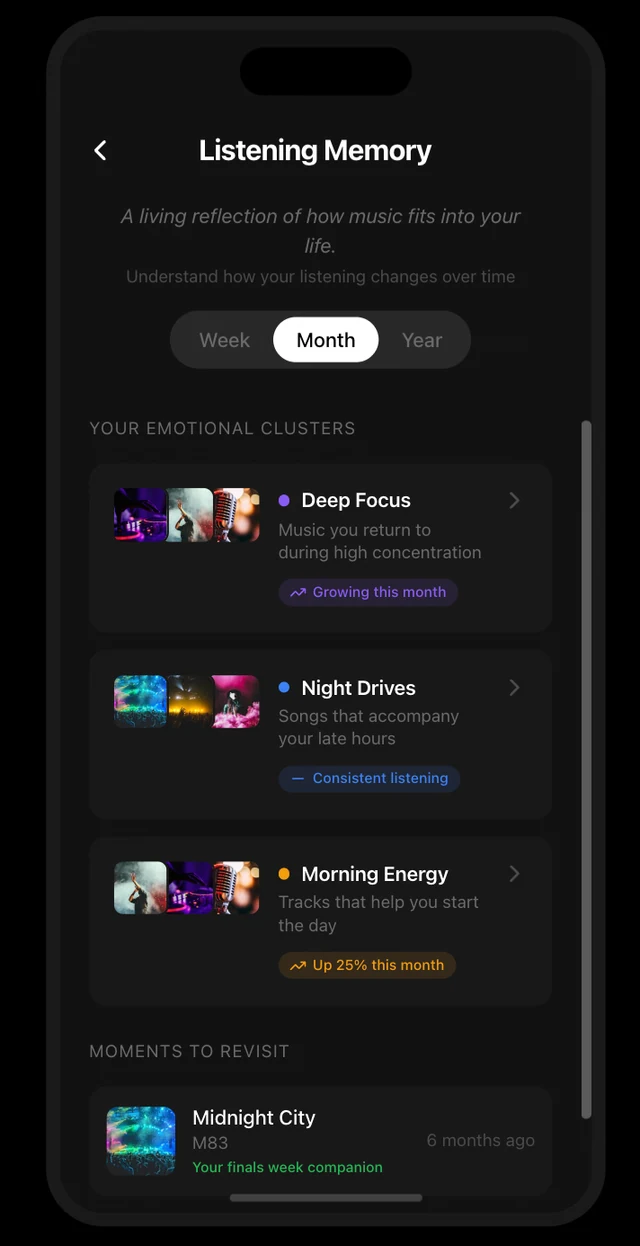 Listening Memory
A living reflection of how music fits into your
life.
Understand how your listening changes over time
Week Month Year
YOUR EMOTIONAL CLUSTERS
Deep Focus
Music you return to
during high concentration
Growing this month
Night Drives
Songs that accompany
your late hours
Consistent listening
Morning Energy
Tracks that help you start
the day
Up 25% this month
MOMENTS TO REVISIT
Midnight City
M83
6 months ago
Your finals week companion